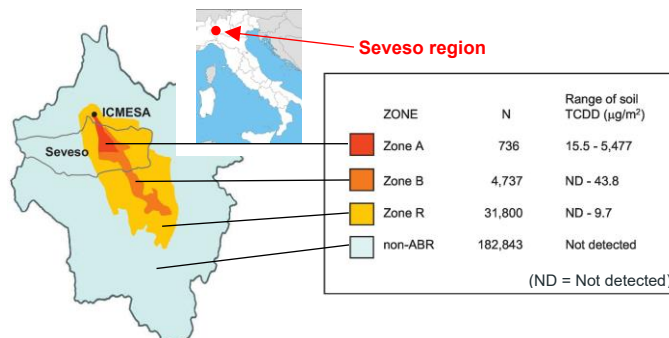 Seveso region
ICMESA
Seveso
ZONE N Range of soil
TCDD (μg/m²)
Zone A 736 15.5 - 5,477
Zone B 4,737 ND - 43.8
Zone R 31,800 ND - 9.7
non-ABR 182,843 Not detected
(ND = Not detected)